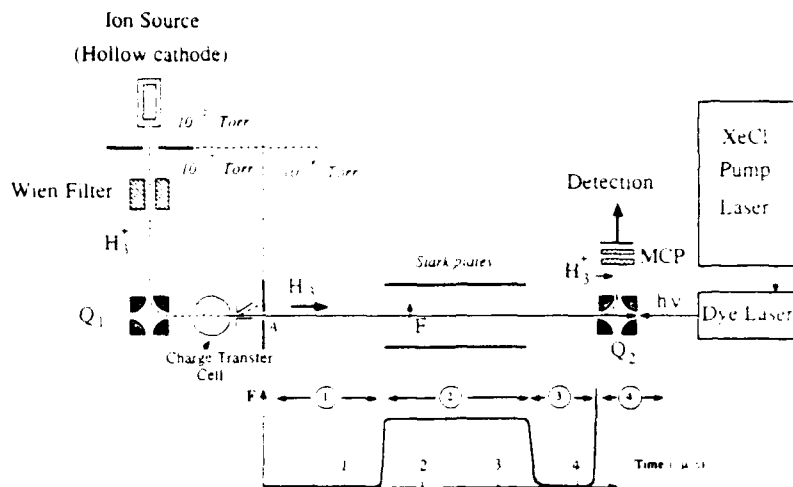 Ion Source
(Hollow cathode)
Torr
Torr
Torr
Wien Filter
H₃⁺
Q₁
Charge Transfer
Cell
A
H₃
Stark plates
F
Detection
MCP
H₃⁺
hν
Q₂
XeCl
Pump
Laser
Dye Laser
F
1
2
3
4
1
2
3
4
Time